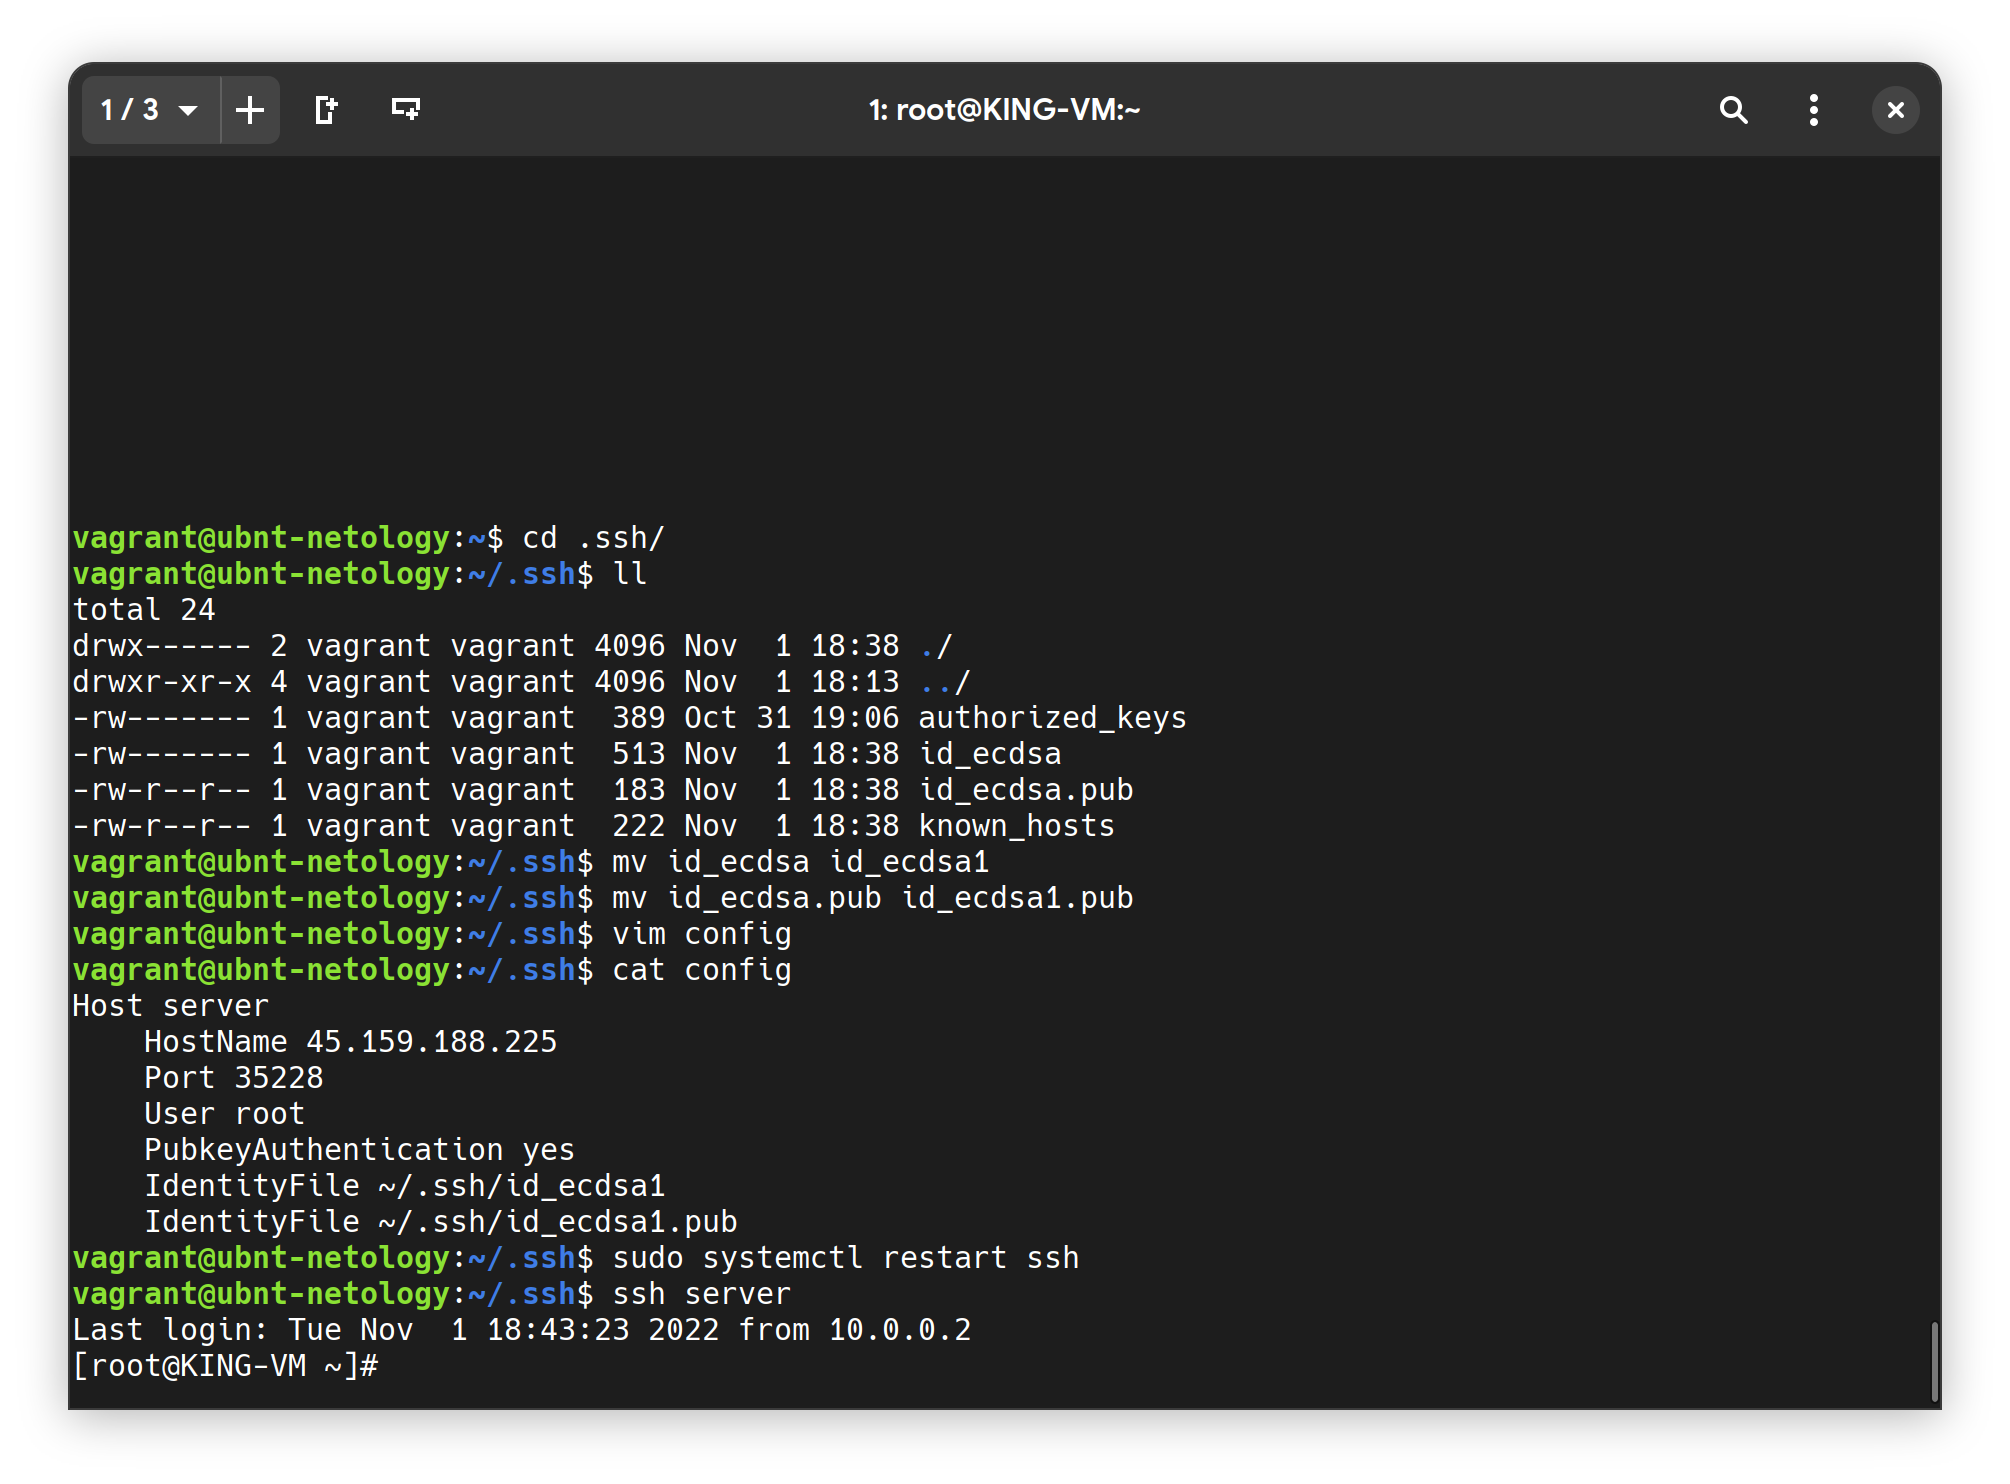 1 / 3
1: root@KING-VM:~
vagrant@ubnt-netology:~$ cd .ssh/
vagrant@ubnt-netology:~/.ssh$ ll
total 24
drwx------ 2 vagrant vagrant 4096 Nov  1 18:38 ./
drwxr-xr-x 4 vagrant vagrant 4096 Nov  1 18:13 ../
-rw------- 1 vagrant vagrant  389 Oct 31 19:06 authorized_keys
-rw------- 1 vagrant vagrant  513 Nov  1 18:38 id_ecdsa
-rw-r--r-- 1 vagrant vagrant  183 Nov  1 18:38 id_ecdsa.pub
-rw-r--r-- 1 vagrant vagrant  222 Nov  1 18:38 known_hosts
vagrant@ubnt-netology:~/.ssh$ mv id_ecdsa id_ecdsa1
vagrant@ubnt-netology:~/.ssh$ mv id_ecdsa.pub id_ecdsa1.pub
vagrant@ubnt-netology:~/.ssh$ vim config
vagrant@ubnt-netology:~/.ssh$ cat config
Host server
    HostName 45.159.188.225
    Port 35228
    User root
    PubkeyAuthentication yes
    IdentityFile ~/.ssh/id_ecdsa1
    IdentityFile ~/.ssh/id_ecdsa1.pub
vagrant@ubnt-netology:~/.ssh$ sudo systemctl restart ssh
vagrant@ubnt-netology:~/.ssh$ ssh server
Last login: Tue Nov  1 18:43:23 2022 from 10.0.0.2
[root@KING-VM ~]#